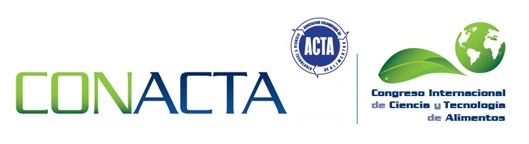 CONACTA
ACTA
Congreso Internacional
de Ciencia y Tecnología
de Alimentos